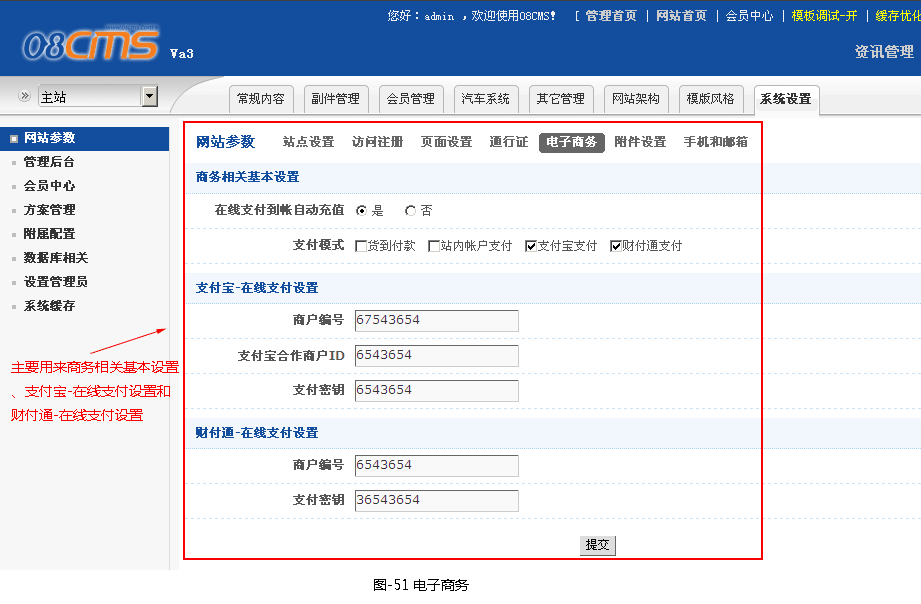 您好：admin ，欢迎使用08CMS! [ 管理首页 | 网站首页 | 会员中心 | 模板调试-开 | 缓存优化
08CMS Va3
资讯管理
主站
常规内容 副件管理 会员管理 汽车系统 其它管理 网站架构 模版风格 系统设置
网站参数
管理后台
会员中心
方案管理
附属配置
数据库相关
设置管理员
系统缓存
主要用来商务相关基本设置
、支付宝-在线支付设置和
财付通-在线支付设置
网站参数 站点设置 访问注册 页面设置 通行证 电子商务 附件设置 手机和邮箱
商务相关基本设置
在线支付到帐自动充值 是 否
支付模式 货到付款 站内帐户支付 支付宝支付 财付通支付
支付宝-在线支付设置
商户编号 67543654
支付宝合作商户ID 6543654
支付密钥 6543654
财付通-在线支付设置
商户编号 6543654
支付密钥 36543654
提交
图-51 电子商务